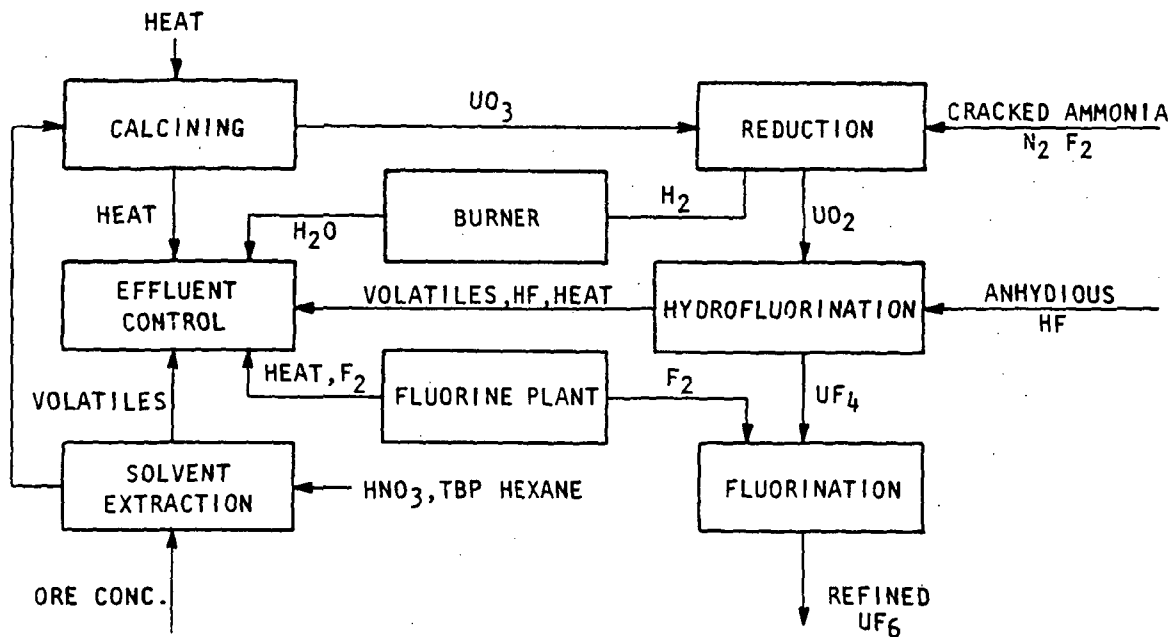 HEAT
CALCINING
UO3
REDUCTION
CRACKED AMMONIA
N2 F2
HEAT
BURNER
H2
H2O
UO2
EFFLUENT
CONTROL
VOLATILES,HF,HEAT
HYDROFLUORINATION
ANHYDIOUS
HF
HEAT,F2
FLUORINE PLANT
F2
UF4
VOLATILES
SOLVENT
EXTRACTION
HNO3,TBP HEXANE
FLUORINATION
ORE CONC.
REFINED
UF6